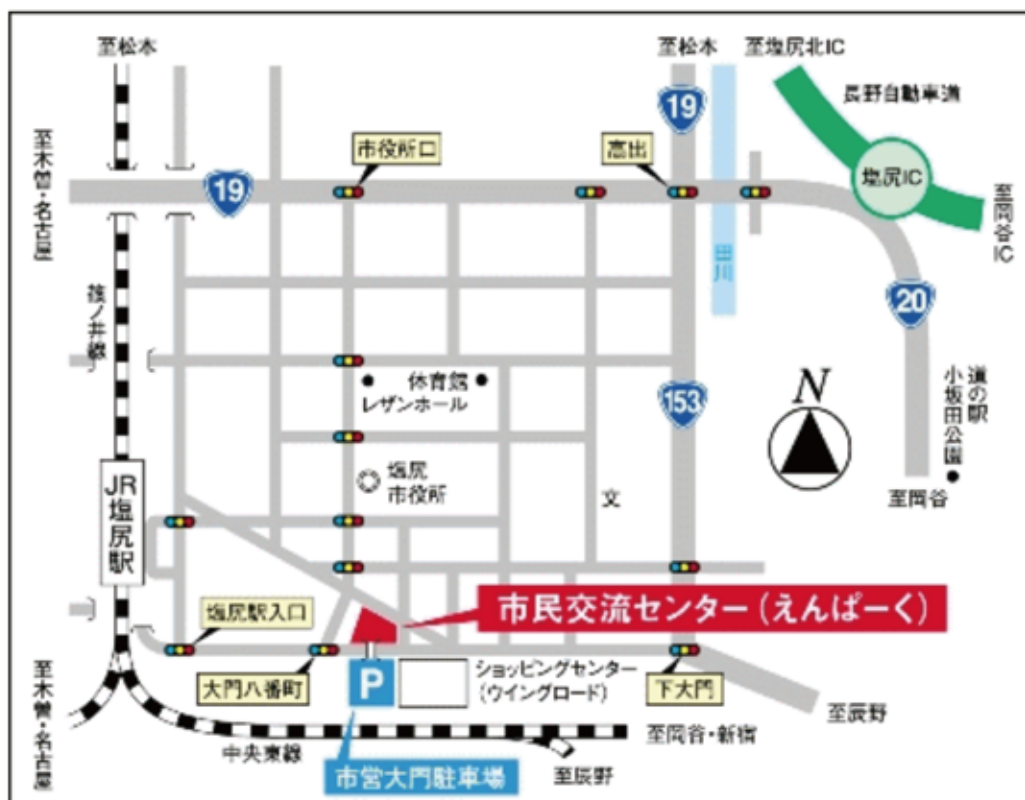 至松本
至松本
至塩尻北IC
長野自動車道
至木曽・名古屋
市役所口
高出
19
19
塩尻IC
至岡谷IC
田川
篠ノ井線
20
体育館
レザンホール
153
N
道の駅
小坂田公園
塩尻
市役所
文
至岡谷
JR塩尻駅
塩尻駅入口
市民交流センター(えんぱーく)
大門八番町
P
ショッピングセンター
(ウイングロード)
下大門
至木曽・名古屋
至辰野
中央東線
至岡谷・新宿
市営大門駐車場
至辰野